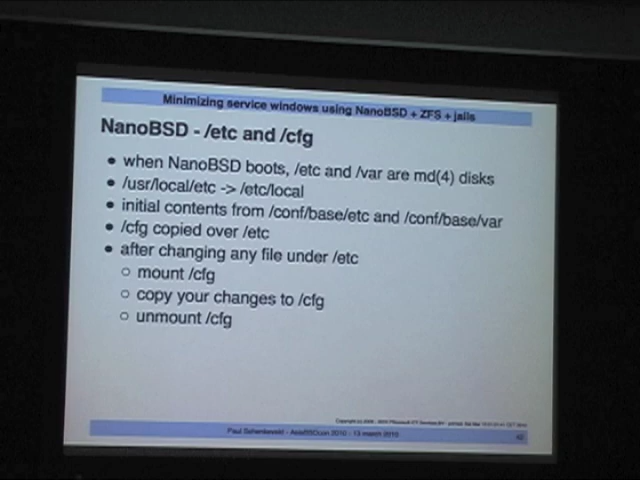 Minimizing service windows using NanoBSD + ZFS + jails
NanoBSD - /etc and /cfg
• when NanoBSD boots, /etc and /var are md(4) disks
• /usr/local/etc -> /etc/local
• initial contents from /conf/base/etc and /conf/base/var
• /cfg copied over /etc
• after changing any file under /etc
○ mount /cfg
○ copy your changes to /cfg
○ unmount /cfg
Copyright (c) 2006 - 2010
Paul Schenkeveld - AsiaBSDcon 2010 - 13 march 2010